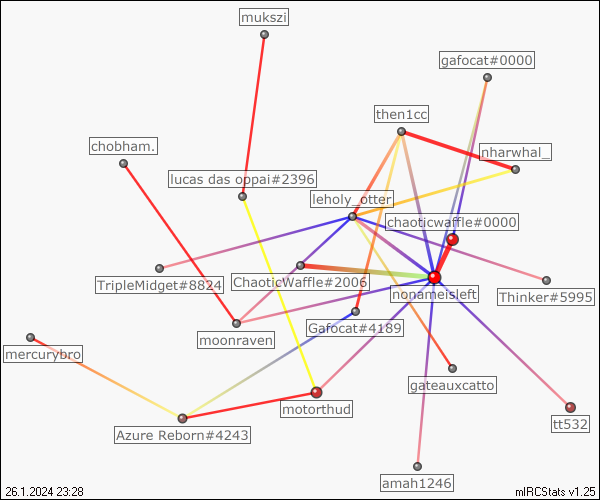 mukszi
gafocat#0000
then1cc
chobham.
nharwhal_
lucas das oppai#2396
leholy_otter
chaoticwaffle#0000
TripleMidget#8824
ChaoticWaffle#2006
nonameisleft
Thinker#5995
Gafocat#4189
moonraven
mercurybro
gateauxcatto
motorthud
tt532
Azure Reborn#4243
amah1246
26.1.2024 23:28
mIRCStats v1.25